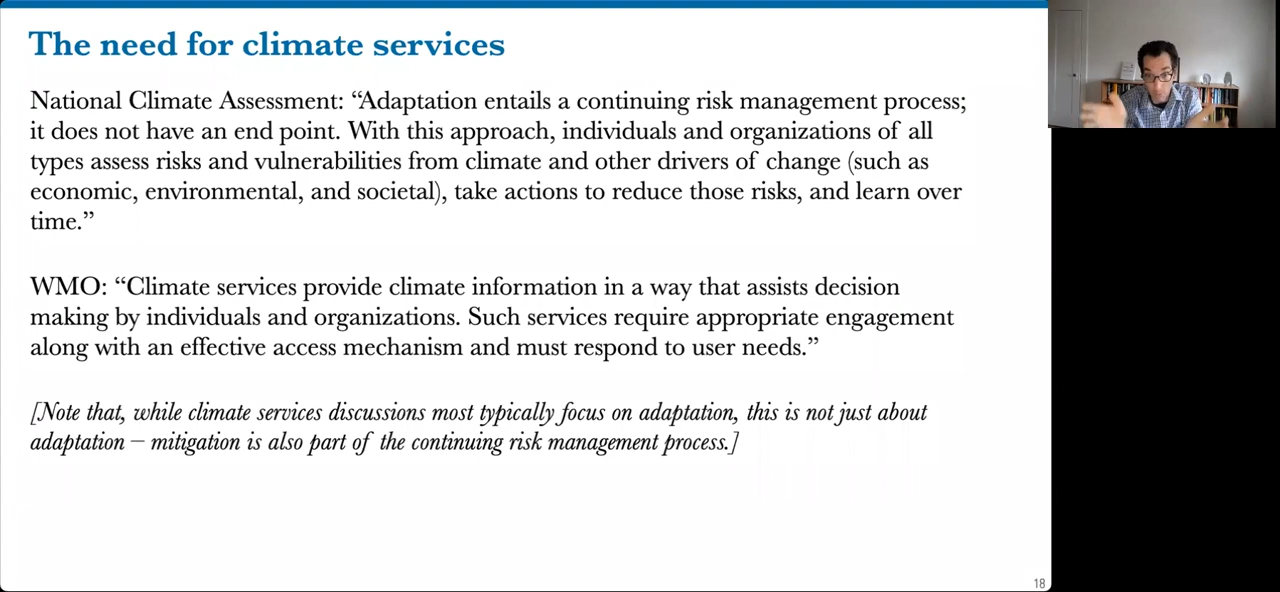 The need for climate services
National Climate Assessment: “Adaptation entails a continuing risk management process;
it does not have an end point. With this approach, individuals and organizations of all
types assess risks and vulnerabilities from climate and other drivers of change (such as
economic, environmental, and societal), take actions to reduce those risks, and learn over
time.”
WMO: “Climate services provide climate information in a way that assists decision
making by individuals and organizations. Such services require appropriate engagement
along with an effective access mechanism and must respond to user needs.”
[Note that, while climate services discussions most typically focus on adaptation, this is not just about
adaptation – mitigation is also part of the continuing risk management process.]
18